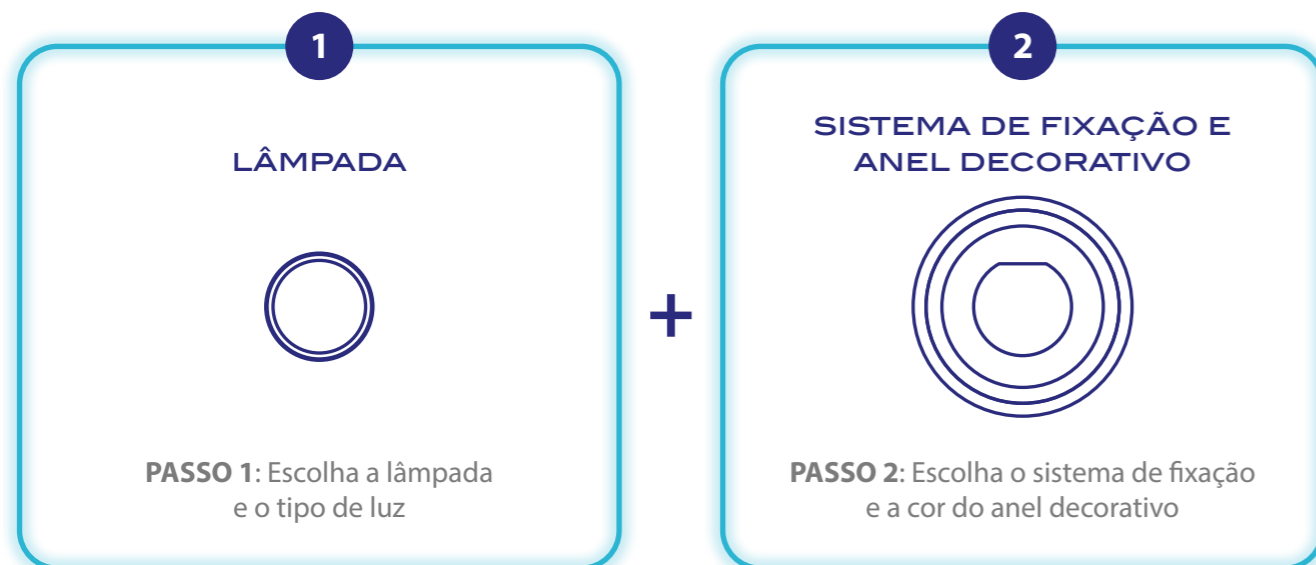 1
LÂMPADA
PASSO 1: Escolha a lâmpada
e o tipo de luz
+
2
SISTEMA DE FIXAÇÃO E
ANEL DECORATIVO
PASSO 2: Escolha o sistema de fixação
e a cor do anel decorativo